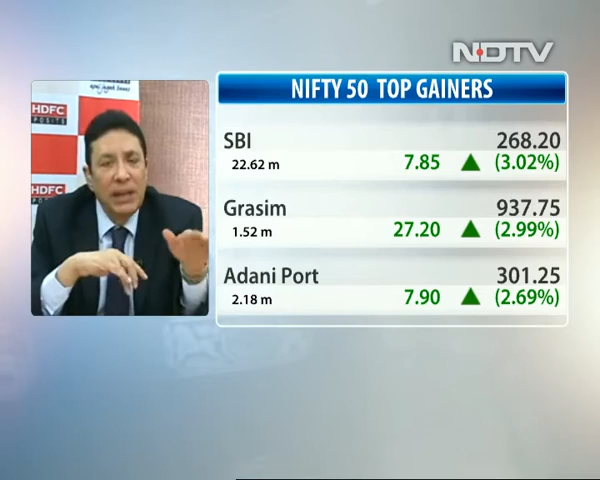 NDTV
NIFTY 50 TOP GAINERS
SBI 268.20
22.62 m 7.85 ▲ (3.02%)
Grasim 937.75
1.52 m 27.20 ▲ (2.99%)
Adani Port 301.25
2.18 m 7.90 ▲ (2.69%)
HDFC
HDFC